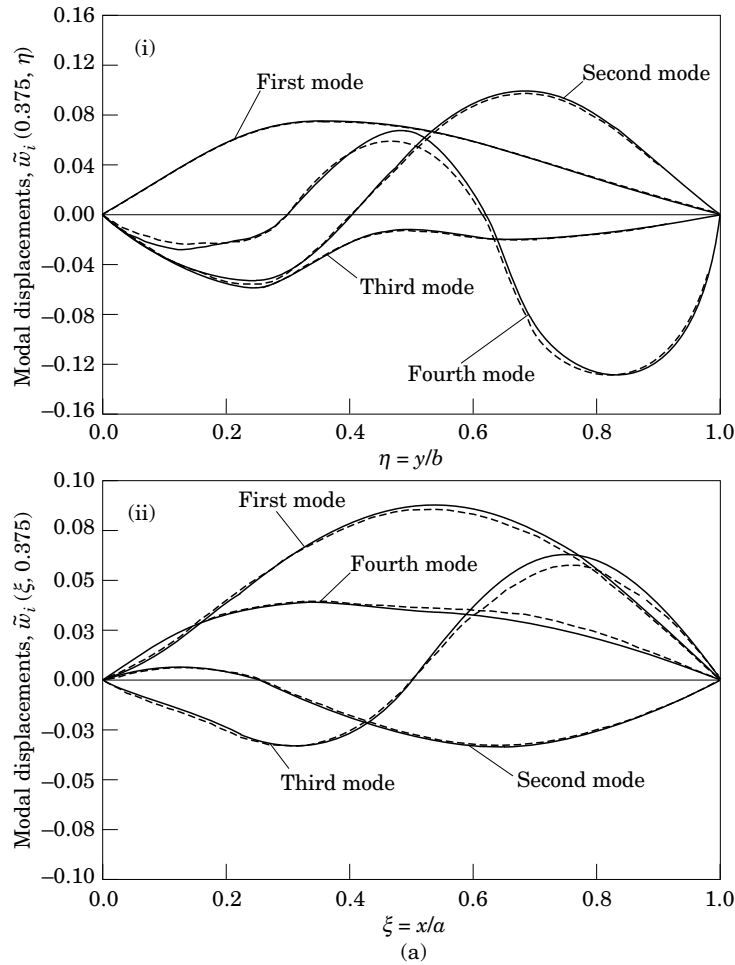 0.16
(i)
0.12
First mode
Second mode
0.08
0.04
0.00
−0.04
Third mode
−0.08
Fourth mode
−0.12
−0.16
0.0
0.2
0.4
0.6
0.8
1.0
η = y/b
Modal displacements, w̃ᵢ (0.375, η)
0.10
(ii)
First mode
0.08
Fourth mode
0.05
0.03
0.00
−0.03
Third mode
Second mode
−0.05
−0.08
−0.10
0.0
0.2
0.4
0.6
0.8
1.0
ξ = x/a
Modal displacements, w̃ᵢ (ξ, 0.375)
(a)